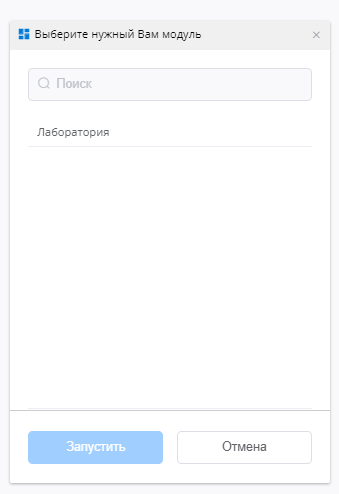 Выберите нужный Вам модуль
Поиск
Лаборатория
Запустить
Отмена